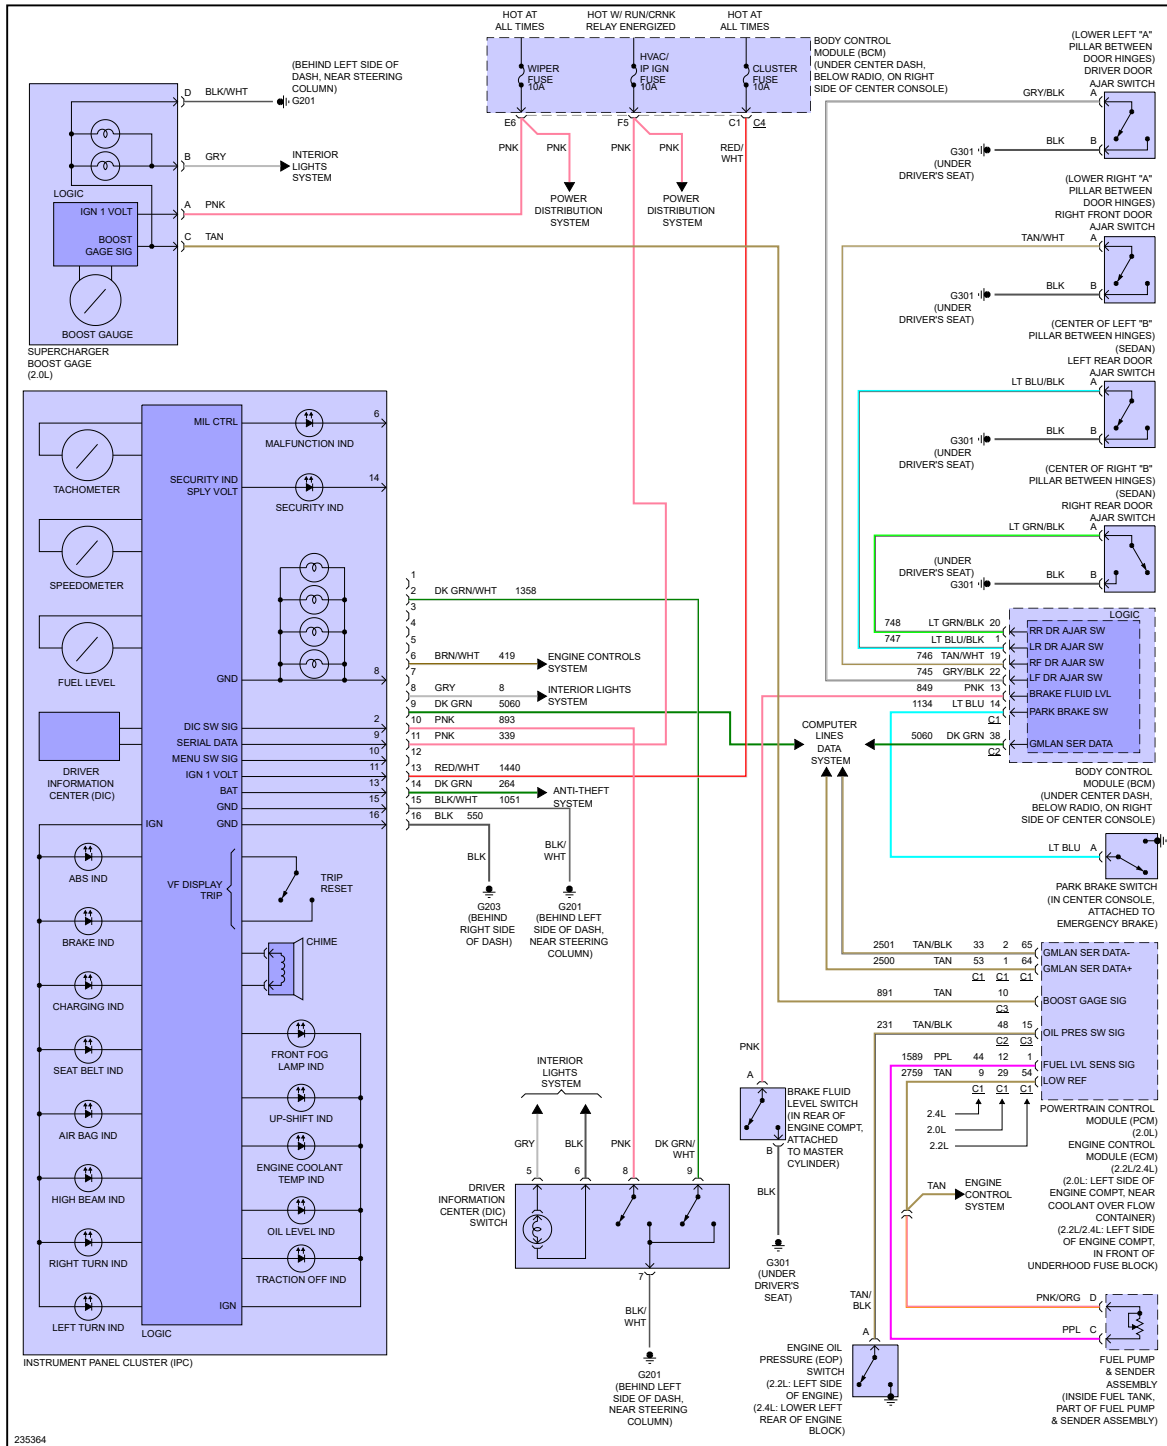 HOT AT
ALL TIMES
HOT W/ RUN/CRNK
RELAY ENERGIZED
HOT AT
ALL TIMES
WIPER
FUSE
10A
HVAC/
IP IGN
FUSE
10A
CLUSTER
FUSE
10A
BODY CONTROL
MODULE (BCM)
(UNDER CENTER DASH,
BELOW RADIO, ON RIGHT
SIDE OF CENTER CONSOLE)
E6
F5
C1
C4
PNK
PNK
PNK
PNK
RED/
WHT
POWER
DISTRIBUTION
SYSTEM
POWER
DISTRIBUTION
SYSTEM
(BEHIND LEFT SIDE OF
DASH, NEAR STEERING
COLUMN)
G201
D
BLK/WHT
B
GRY
INTERIOR
LIGHTS
SYSTEM
A
PNK
C
TAN
LOGIC
IGN 1 VOLT
BOOST
GAGE SIG
BOOST GAUGE
SUPERCHARGER
BOOST GAGE
(2.0L)
(LOWER LEFT "A"
PILLAR BETWEEN
DOOR HINGES)
DRIVER DOOR
AJAR SWITCH
GRY/BLK
A
BLK
B
G301
(UNDER
DRIVER'S SEAT)
(LOWER RIGHT "A"
PILLAR BETWEEN
DOOR HINGES)
RIGHT FRONT DOOR
AJAR SWITCH
TAN/WHT
A
BLK
B
G301
(UNDER
DRIVER'S SEAT)
(CENTER OF LEFT "B"
PILLAR BETWEEN HINGES)
(SEDAN)
LEFT REAR DOOR
AJAR SWITCH
LT BLU/BLK
A
BLK
B
G301
(UNDER
DRIVER'S SEAT)
(CENTER OF RIGHT "B"
PILLAR BETWEEN HINGES)
(SEDAN)
RIGHT REAR DOOR
AJAR SWITCH
LT GRN/BLK
A
BLK
B
(UNDER
DRIVER'S SEAT)
G301
LOGIC
748 LT GRN/BLK 20 RR DR AJAR SW
747 LT BLU/BLK 1 LR DR AJAR SW
746 TAN/WHT 19 RF DR AJAR SW
745 GRY/BLK 22 LF DR AJAR SW
849 PNK 13 BRAKE FLUID LVL
1134 LT BLU 14 PARK BRAKE SW
C1
5060 DK GRN 38 GMLAN SER DATA
C2
BODY CONTROL
MODULE (BCM)
(UNDER CENTER DASH,
BELOW RADIO, ON RIGHT
SIDE OF CENTER CONSOLE)
COMPUTER
LINES
DATA
SYSTEM
LT BLU
A
PARK BRAKE SWITCH
(IN CENTER CONSOLE,
ATTACHED TO
EMERGENCY BRAKE)
TACHOMETER
SPEEDOMETER
FUEL LEVEL
DRIVER
INFORMATION
CENTER (DIC)
IGN
ABS IND
BRAKE IND
CHARGING IND
SEAT BELT IND
AIR BAG IND
HIGH BEAM IND
RIGHT TURN IND
LEFT TURN IND
LOGIC
INSTRUMENT PANEL CLUSTER (IPC)
MIL CTRL
6
MALFUNCTION IND
SECURITY IND
SPLY VOLT
14
SECURITY IND
GND
8
DIC SW SIG
2
SERIAL DATA
9
MENU SW SIG
10
IGN 1 VOLT
11
BAT
13
GND
15
GND
16
VF DISPLAY
TRIP
TRIP
RESET
CHIME
FRONT FOG
LAMP IND
UP-SHIFT IND
ENGINE COOLANT
TEMP IND
OIL LEVEL IND
TRACTION OFF IND
IGN
1
2 DK GRN/WHT 1358
3
4
5
6 BRN/WHT 419
ENGINE CONTROLS
SYSTEM
7
8 GRY 8
INTERIOR LIGHTS
SYSTEM
9 DK GRN 5060
10 PNK 893
11 PNK 339
12
13 RED/WHT 1440
14 DK GRN 264
ANTI-THEFT
SYSTEM
15 BLK/WHT 1051
16 BLK 550
BLK
BLK/
WHT
G203
(BEHIND
RIGHT SIDE
OF DASH)
G201
(BEHIND LEFT
SIDE OF DASH,
NEAR STEERING
COLUMN)
INTERIOR
LIGHTS
SYSTEM
GRY
BLK
PNK
DK GRN/
WHT
5
6
8
9
DRIVER
INFORMATION
CENTER (DIC)
SWITCH
7
BLK/
WHT
G201
(BEHIND LEFT
SIDE OF DASH,
NEAR STEERING
COLUMN)
PNK
A
BRAKE FLUID
LEVEL SWITCH
(IN REAR OF
ENGINE COMPT,
ATTACHED
TO MASTER
CYLINDER)
B
BLK
G301
(UNDER
DRIVER'S
SEAT)
2501 TAN/BLK 33 2 65 GMLAN SER DATA-
2500 TAN 53 1 64 GMLAN SER DATA+
C1 C1 C1
891 TAN 10 BOOST GAGE SIG
C3
231 TAN/BLK 48 15 OIL PRES SW SIG
C2 C3
1589 PPL 44 12 1 FUEL LVL SENS SIG
2759 TAN 9 29 54 LOW REF
C1 C1 C1
2.4L
2.0L
2.2L
POWERTRAIN CONTROL
MODULE (PCM)
(2.0L)
ENGINE CONTROL
MODULE (ECM)
(2.2L/2.4L)
(2.0L: LEFT SIDE OF
ENGINE COMPT, NEAR
COOLANT OVER FLOW
CONTAINER)
(2.2L/2.4L: LEFT SIDE
OF ENGINE COMPT,
IN FRONT OF
UNDERHOOD FUSE BLOCK)
TAN
ENGINE
CONTROL
SYSTEM
PNK/ORG
D
PPL
C
FUEL PUMP
& SENDER
ASSEMBLY
(INSIDE FUEL TANK,
PART OF FUEL PUMP
& SENDER ASSEMBLY)
TAN/
BLK
A
ENGINE OIL
PRESSURE (EOP)
SWITCH
(2.2L: LEFT SIDE
OF ENGINE)
(2.4L: LOWER LEFT
REAR OF ENGINE
BLOCK)
235364